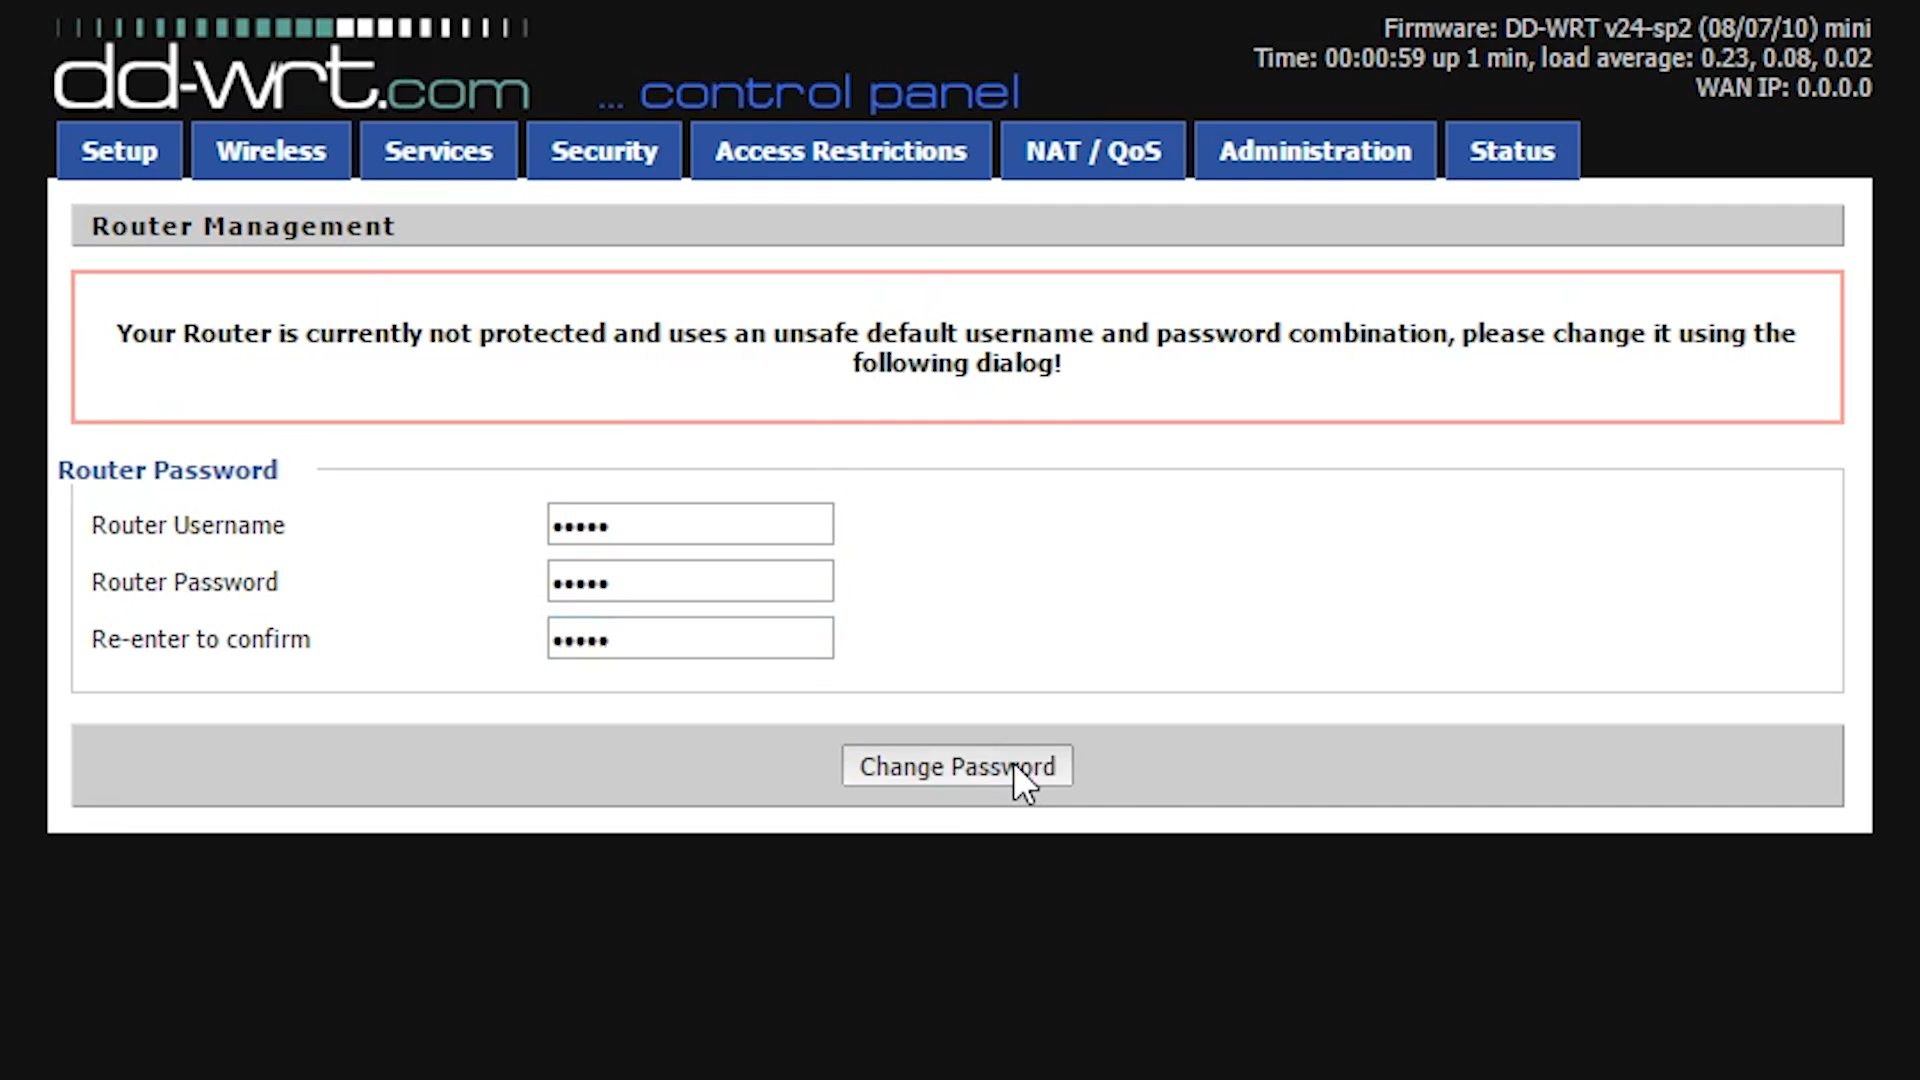 Firmware: DD-WRT v24-sp2 (08/07/10) mini
Time: 00:00:59 up 1 min, load average: 0.23, 0.08, 0.02
WAN IP: 0.0.0.0
dd-wrt.com ... control panel
Setup Wireless Services Security Access Restrictions NAT / QoS Administration Status
Router Management
Your Router is currently not protected and uses an unsafe default username and password combination, please change it using the
following dialog!
Router Password
Router Username •••••
Router Password •••••
Re-enter to confirm •••••
Change Password